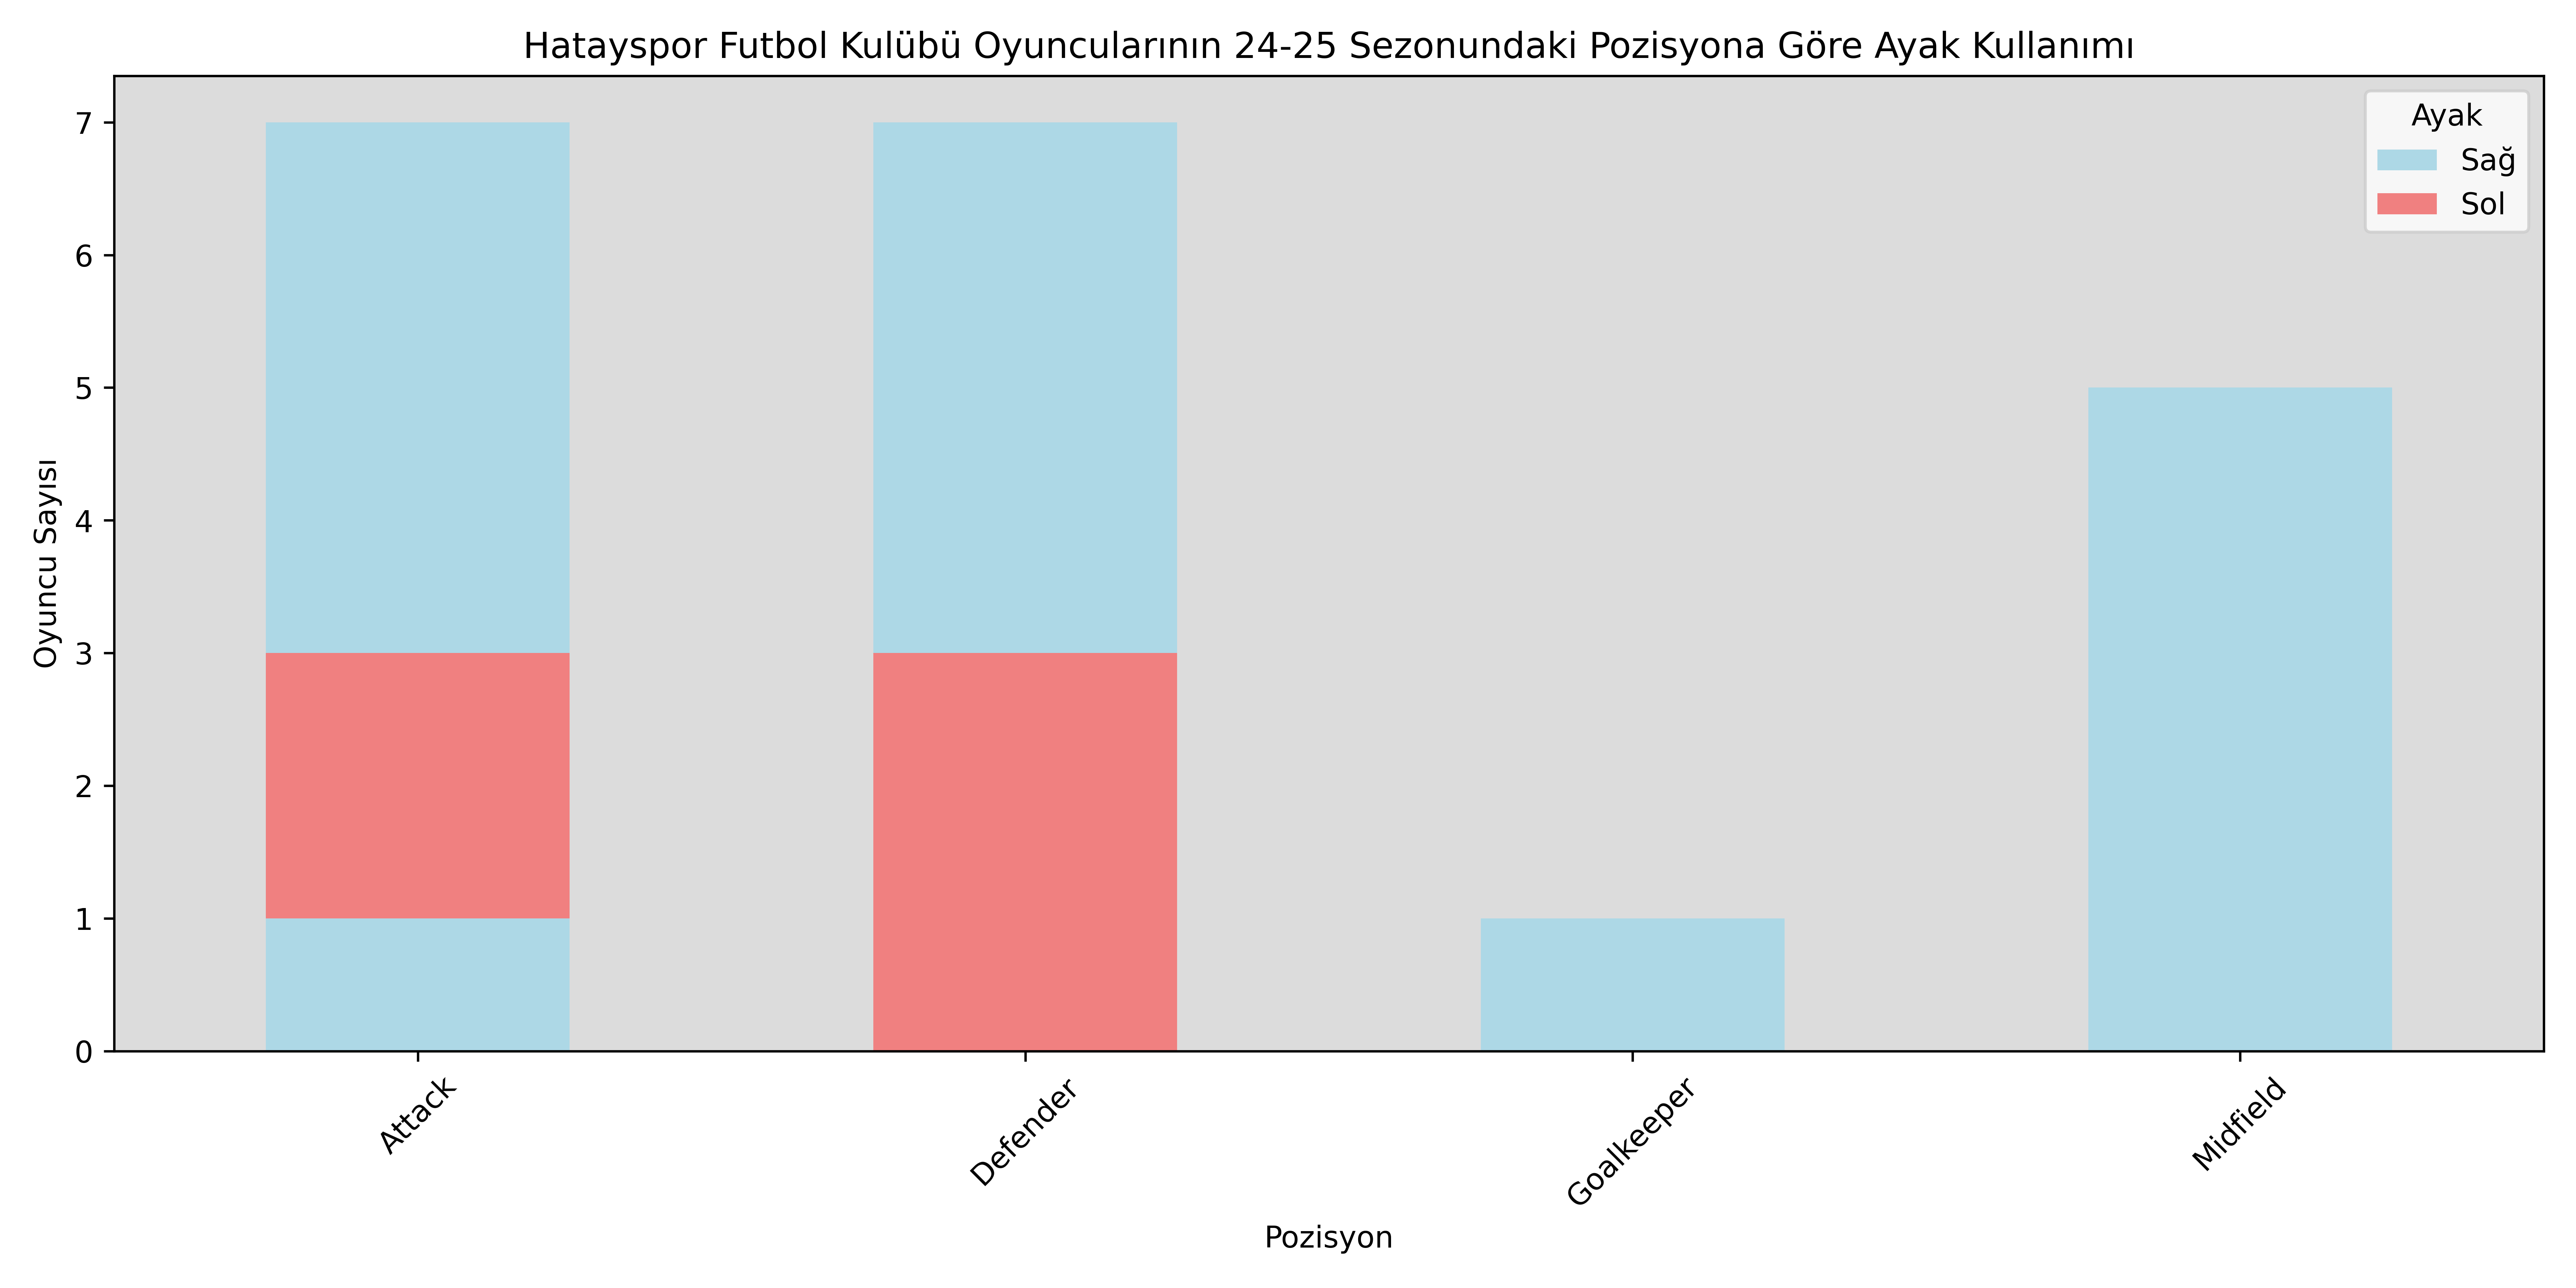 Hatayspor Futbol Kulübü Oyuncularının 24-25 Sezonundaki Pozisyona Göre Ayak Kullanımı
Ayak
Sağ
Sol
Oyuncu Sayısı
7
6
5
4
3
2
1
0
Attack
Defender
Goalkeeper
Midfield
Pozisyon